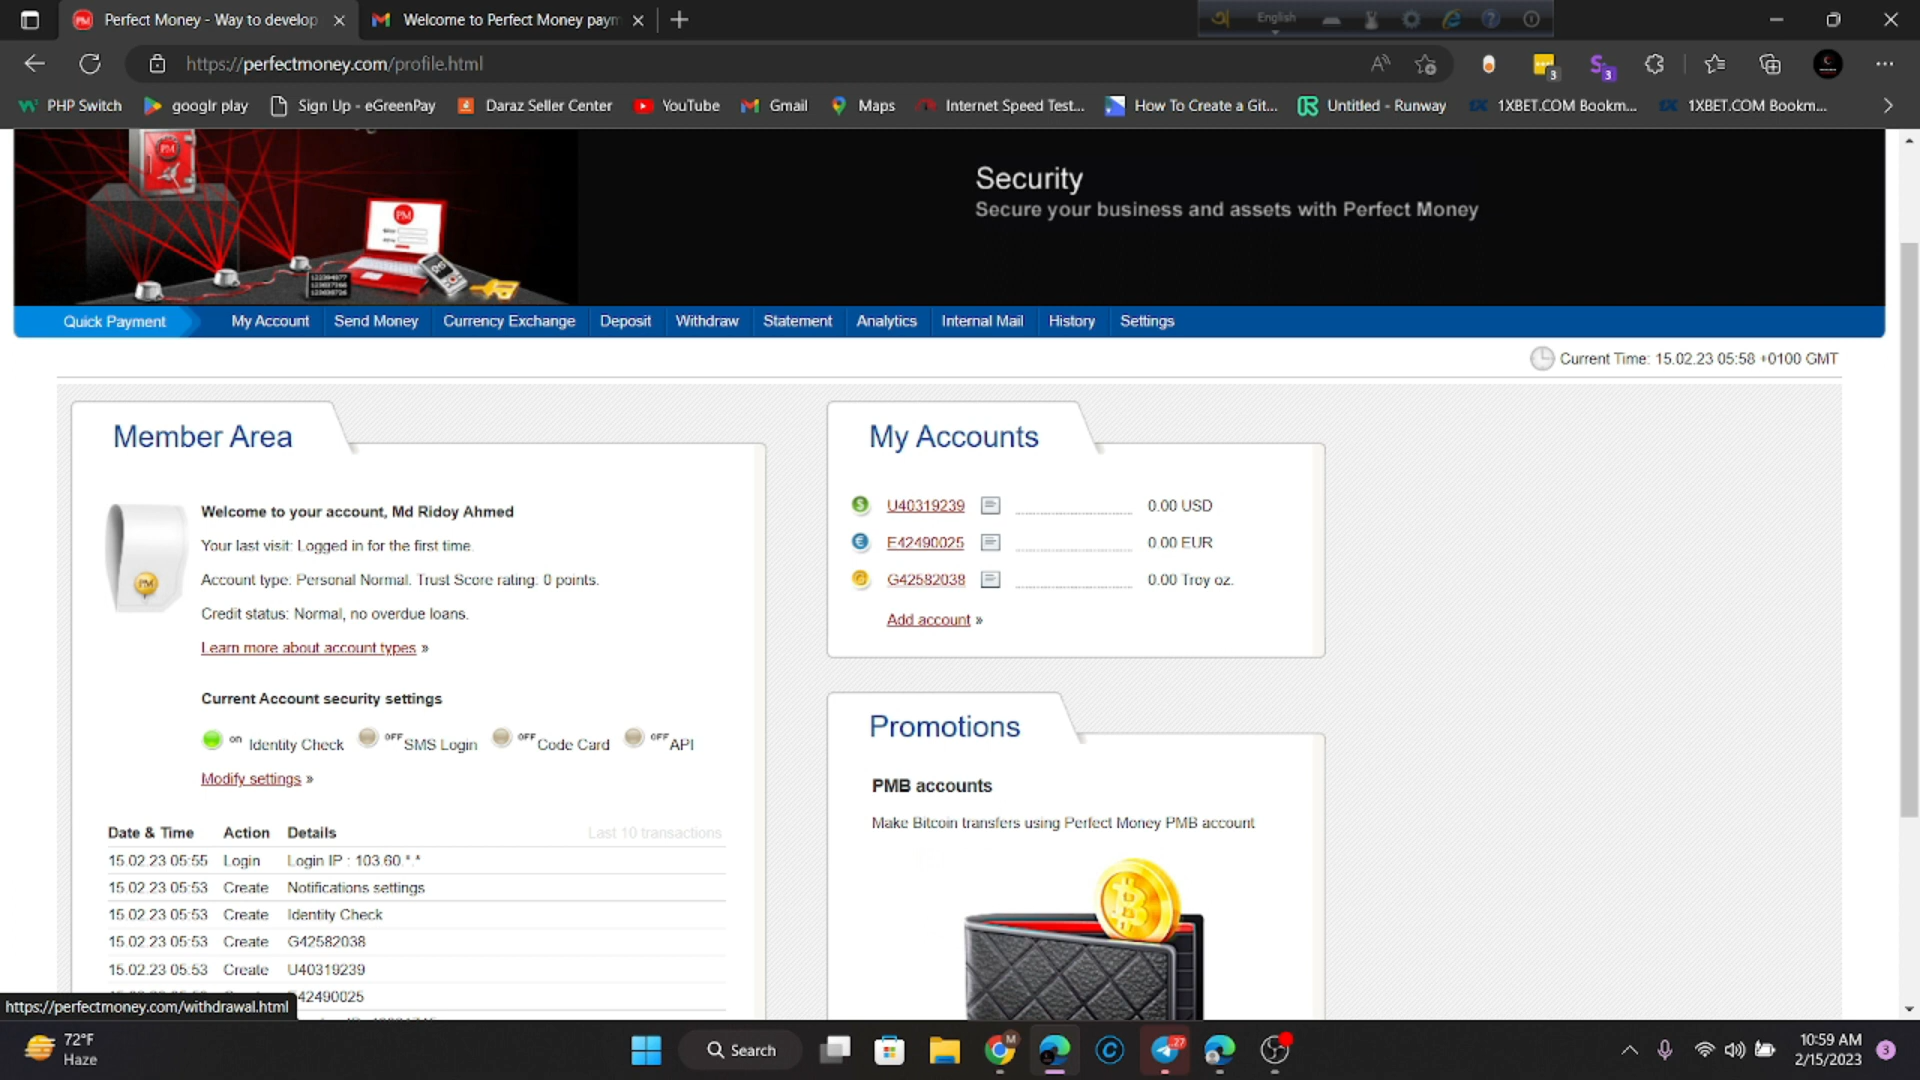 Perfect Money - Way to develop
Welcome to Perfect Money paym
English
https://perfectmoney.com/profile.html
3
3
PHP Switch
googlr play
Sign Up - eGreenPay
Daraz Seller Center
YouTube
Gmail
Maps
Internet Speed Test...
How To Create a Git...
Untitled - Runway
1XBET.COM Bookm...
1XBET.COM Bookm...
PM
PM
Security
Secure your business and assets with Perfect Money
Quick Payment
My Account
Send Money
Currency Exchange
Deposit
Withdraw
Statement
Analytics
Internal Mail
History
Settings
Current Time: 15.02.23 05:58 +0100 GMT
Member Area
PM
Welcome to your account, Md Ridoy Ahmed
Your last visit: Logged in for the first time.
Account type: Personal Normal. Trust Score rating: 0 points.
Credit status: Normal, no overdue loans.
Learn more about account types »
Current Account security settings
on Identity Check OFF SMS Login OFF Code Card OFF API
Modify settings »
Date & Time Action Details Last 10 transactions
15.02.23 05:55 Login Login IP : 103.60.*.*
15.02.23 05:53 Create Notifications settings
15.02.23 05:53 Create Identity Check
15.02.23 05:53 Create G42582038
15.02.23 05:53 Create U40319239
42490025
My Accounts
U40319239 0.00 USD
E42490025 0.00 EUR
G42582038 0.00 Troy oz.
Add account »
Promotions
PMB accounts
Make Bitcoin transfers using Perfect Money PMB account
https://perfectmoney.com/withdrawal.html
72°F
Haze
Search
M
27
10:59 AM
2/15/2023
3